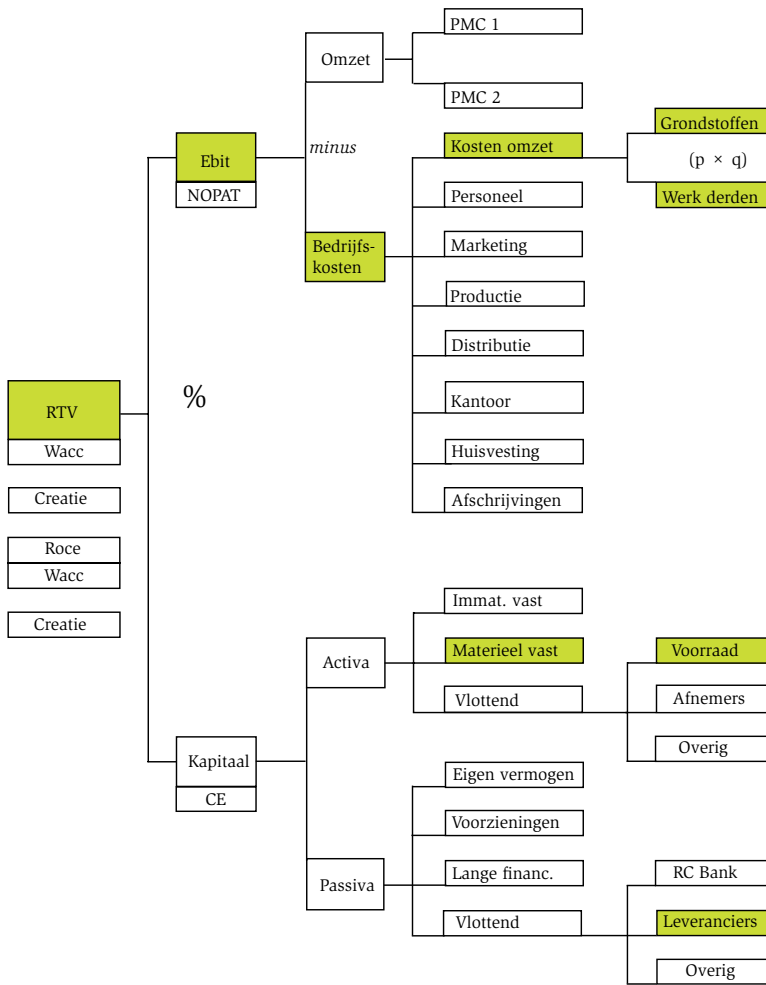 PMC 1
Omzet
PMC 2
Grondstoffen
minus
Kosten omzet
(p × q)
Ebit
NOPAT
Personeel
Werk derden
Bedrijfs-
kosten
Marketing
Productie
Distributie
%
Kantoor
RTV
Wacc
Huisvesting
Creatie
Afschrijvingen
Roce
Wacc
Immat. vast
Creatie
Activa
Materieel vast
Voorraad
Vlottend
Afnemers
Kapitaal
Overig
CE
Eigen vermogen
Voorzieningen
Passiva
Lange financ.
RC Bank
Vlottend
Leveranciers
Overig